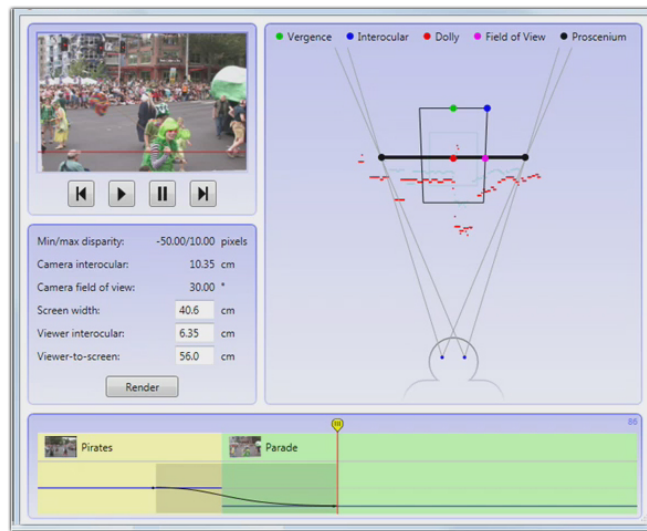 Vergence Interocular Dolly Field of View Proscenium
Min/max disparity: -50.00/10.00 pixels
Camera interocular: 10.35 cm
Camera field of view: 30.00 °
Screen width: 40.6 cm
Viewer interocular: 6.35 cm
Viewer-to-screen: 56.0 cm
Render
86
Pirates Parade